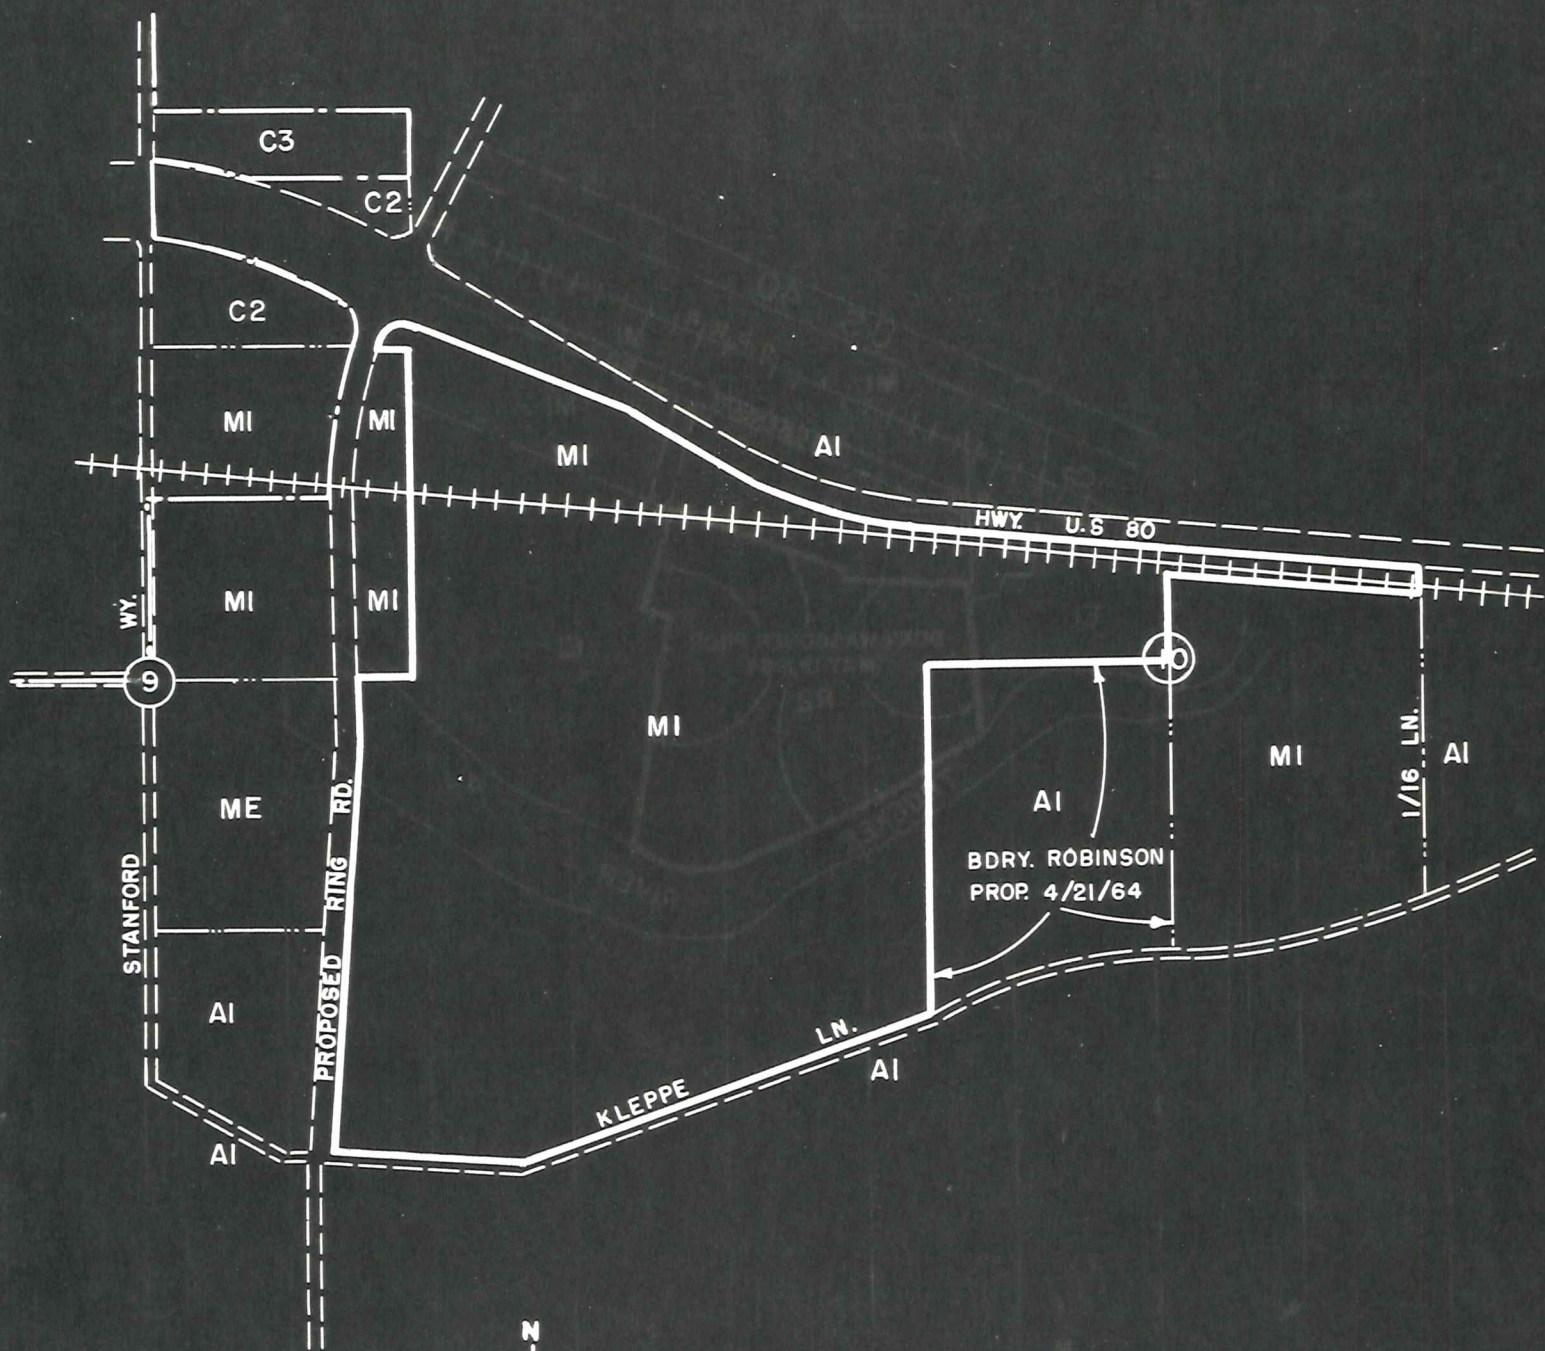 C3
C2
C2
MI
MI
MI
AI
HWY. U.S 80
WY.
MI
MI
9
10
MI
MI
1/16 LN.
AI
ME
RD.
AI
BDRY. ROBINSON
PROP. 4/21/64
STANFORD
RING
PROPOSED
AI
LN.
AI
KLEPPE
AI
N